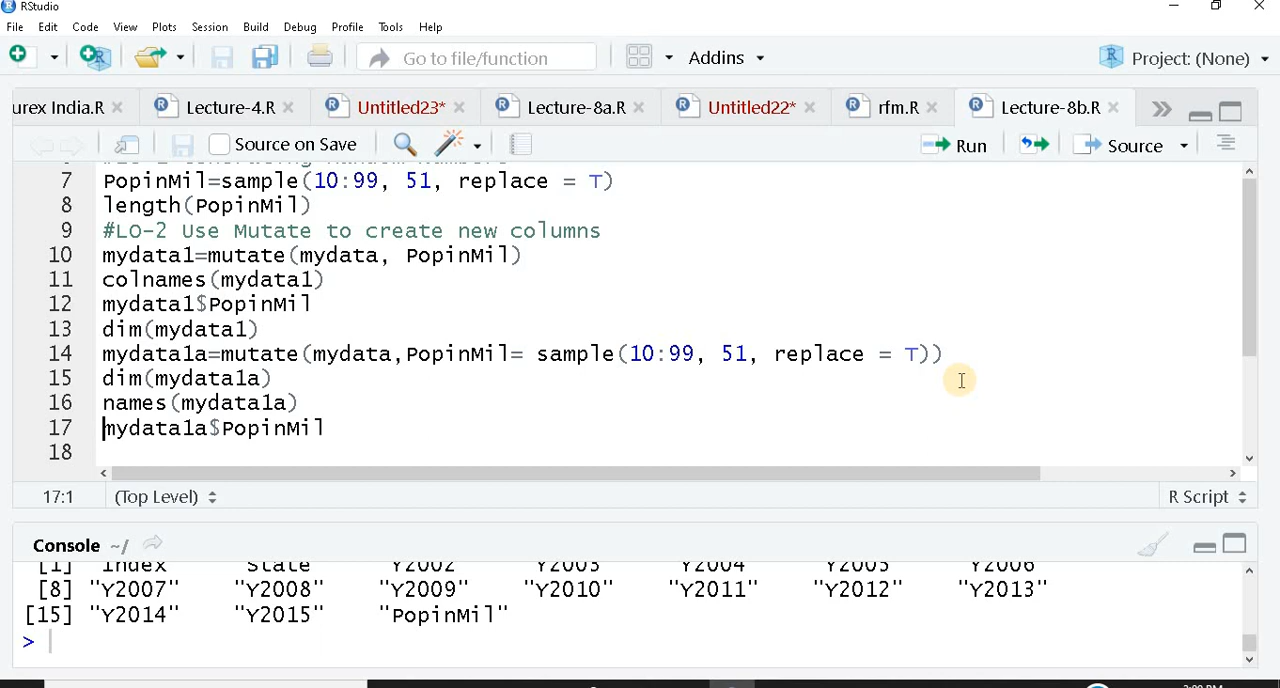 RStudio
File Edit Code View Plots Session Build Debug Profile Tools Help
Go to file/function Addins Project: (None)
urex India.R Lecture-4.R Untitled23* Lecture-8a.R Untitled22* rfm.R Lecture-8b.R
Source on Save Run Source
7 PopinMil=sample(10:99, 51, replace = T)
8 length(PopinMil)
9 #LO-2 Use Mutate to create new columns
10 mydata1=mutate(mydata, PopinMil)
11 colnames(mydata1)
12 mydata1$PopinMil
13 dim(mydata1)
14 mydata1a=mutate(mydata,PopinMil= sample(10:99, 51, replace = T))
15 dim(mydata1a)
16 names(mydata1a)
17 mydata1a$PopinMil
18
17:1 (Top Level) R Script
Console ~/
[1] "Index" "State" "Y2002" "Y2003" "Y2004" "Y2005" "Y2006"
[8] "Y2007" "Y2008" "Y2009" "Y2010" "Y2011" "Y2012" "Y2013"
[15] "Y2014" "Y2015" "PopinMil"
>